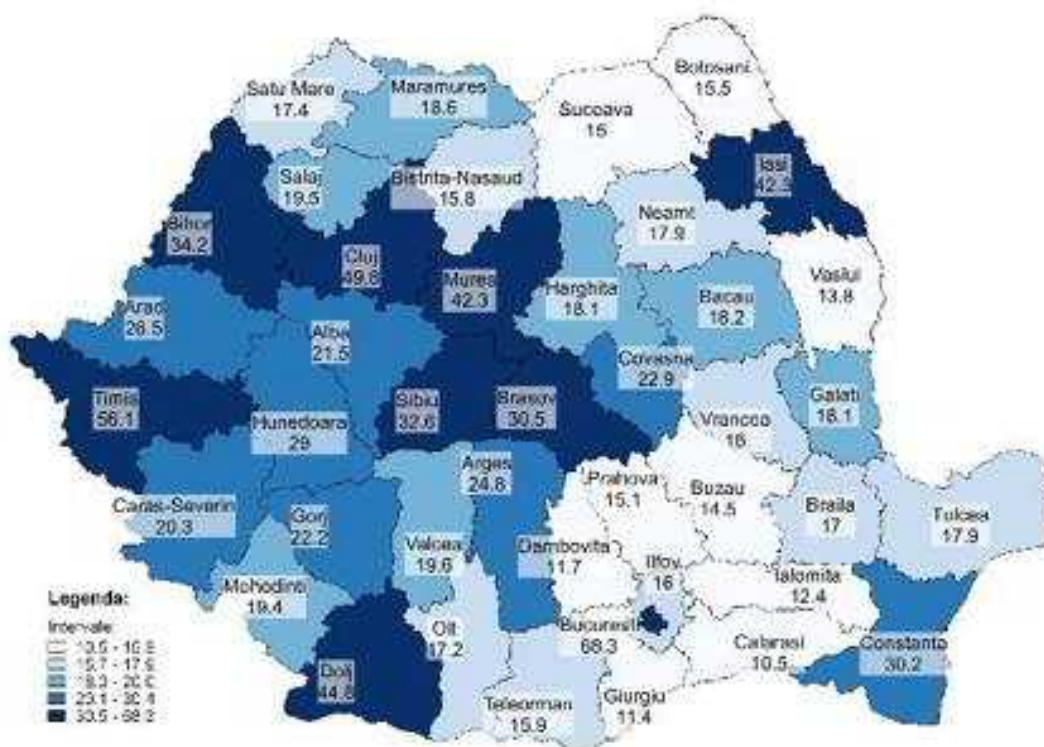 Botosani
15.5
Satu Mare
17.4
Maramures
18.6
Suceava
Iasi
42.3
Salaj
19.5
Bistrita-Nasaud
15.8
Neamt
17.9
Bihor
34.2
Cluj
Mures
42.3
Harghita
18.1
Bacau
18.2
Vaslui
13.8
Arad
28.5
Alba
21.5
Covasna
22.9
Timis
56.1
Sibiu
32.6
Brasov
30.5
Galati
18.1
Hunedoara
29
Vrancea
Arges
Prahova
15.1
Buzau
14.5
Braila
17
Tulcea
17.9
Caras-Severin
20.3
Gorj
22.2
Valcea
19.6
Dambovita
11.7
Ilfov
16
Ialomita
12.4
Mehedinti
19.4
Olt
17.2
Bucuresti
68.3
Calarasi
10.5
Constanta
30.2
Dolj
44.8
Teleorman
15.9
Giurgiu
11.4
Legenda:
Intervale: